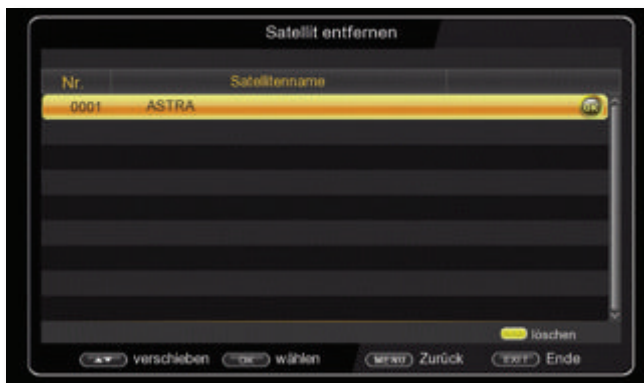 Satellit entfernen
Nr. Satellitenname
0001 ASTRA OK
löschen
verschieben OK wählen MENU Zurück EXIT Ende